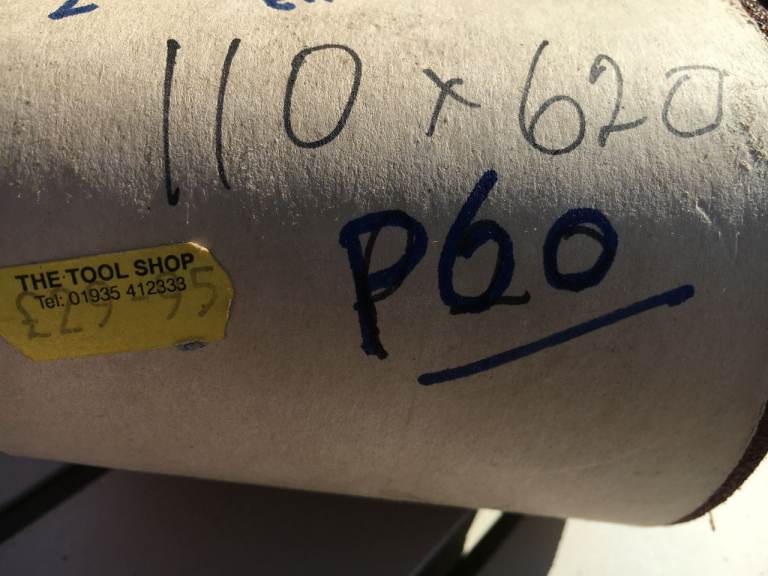 110 x 620
P60
THE TOOL SHOP
Tel: 01935 412333
£29-95